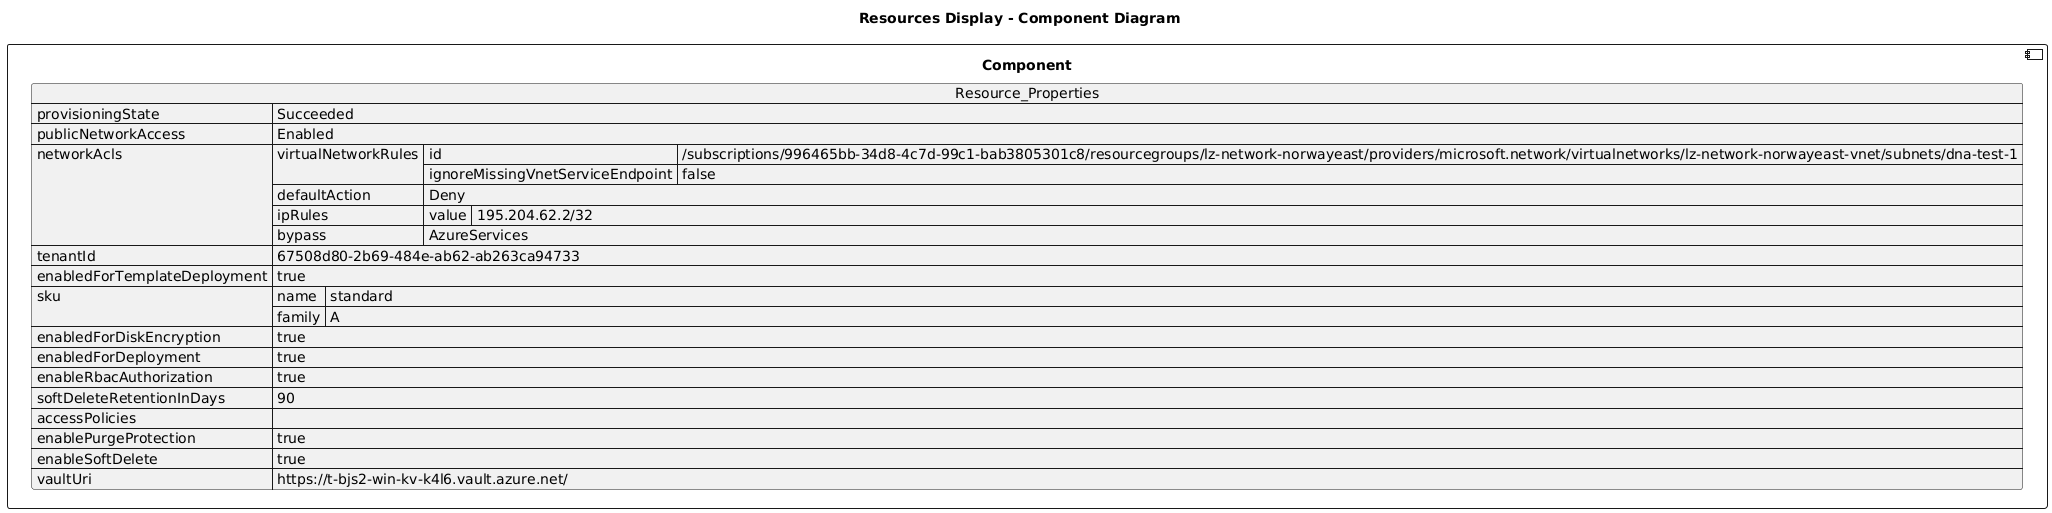 Resources Display - Component Diagram
Component
Resource_Properties
provisioningState Succeeded
publicNetworkAccess Enabled
networkAcls virtualNetworkRules id /subscriptions/996465bb-34d8-4c7d-99c1-bab3805301c8/resourcegroups/lz-network-norwayeast/providers/microsoft.network/virtualnetworks/lz-network-norwayeast-vnet/subnets/dna-test-1
ignoreMissingVnetServiceEndpoint false
defaultAction Deny
ipRules value 195.204.62.2/32
bypass AzureServices
tenantId 67508d80-2b69-484e-ab62-ab263ca94733
enabledForTemplateDeployment true
sku name standard
family A
enabledForDiskEncryption true
enabledForDeployment true
enableRbacAuthorization true
softDeleteRetentionInDays 90
accessPolicies
enablePurgeProtection true
enableSoftDelete true
vaultUri https://t-bjs2-win-kv-k4l6.vault.azure.net/